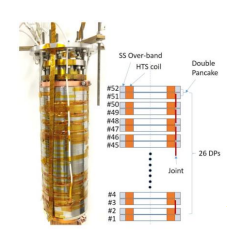 SS Over-band
HTS coil
Double
Pancake
#52
#51
#50
#49
#48
#47
#46
#45
26 DPs
Joint
#4
#3
#2
#1